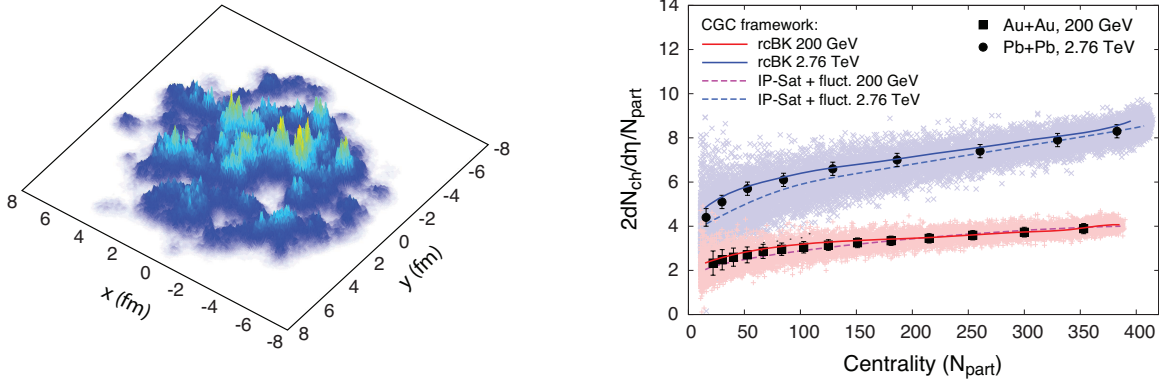 8
6
4
2
0
-2
-4
-6
-8
x (fm)
8
6
4
2
0
-2
-4
-6
-8
y (fm)
14
12
10
8
6
4
2
0
2dN_ch/dη/N_part
CGC framework:
rcBK 200 GeV
rcBK 2.76 TeV
IP-Sat + fluct. 200 GeV
IP-Sat + fluct. 2.76 TeV
Au+Au, 200 GeV
Pb+Pb, 2.76 TeV
0 50 100 150 200 250 300 350 400
Centrality (N_part)